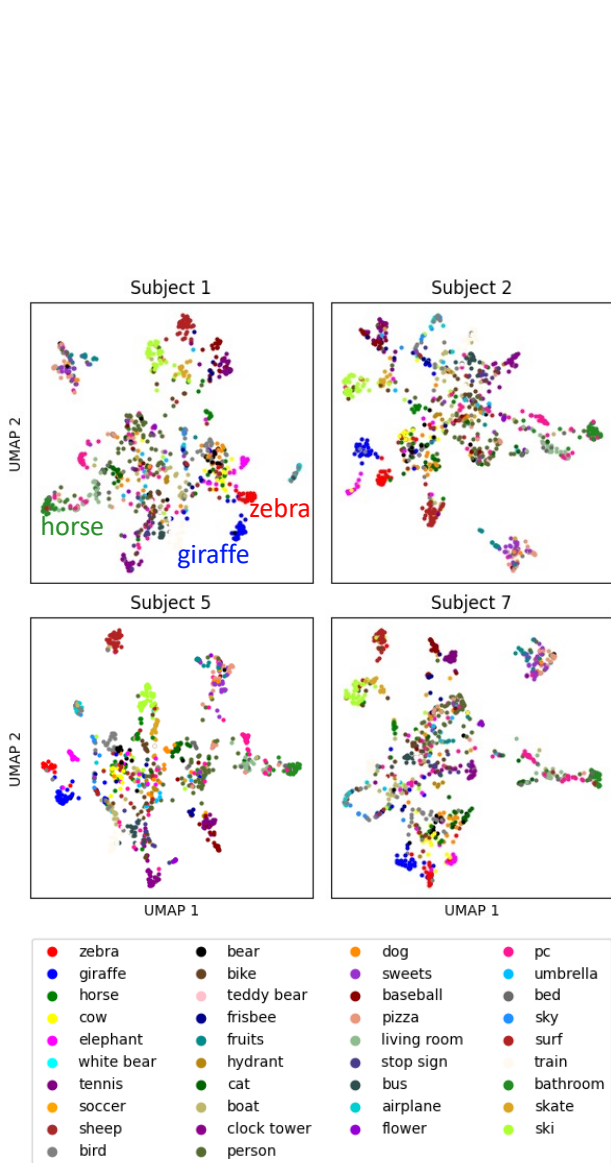 Subject 1
Subject 2
UMAP 2
horse
zebra
giraffe
Subject 5
Subject 7
UMAP 2
UMAP 1
UMAP 1
zebra
giraffe
horse
cow
elephant
white bear
tennis
soccer
sheep
bird
bear
bike
teddy bear
frisbee
fruits
hydrant
cat
boat
clock tower
person
dog
sweets
baseball
pizza
living room
stop sign
bus
airplane
flower
pc
umbrella
bed
sky
surf
train
bathroom
skate
ski